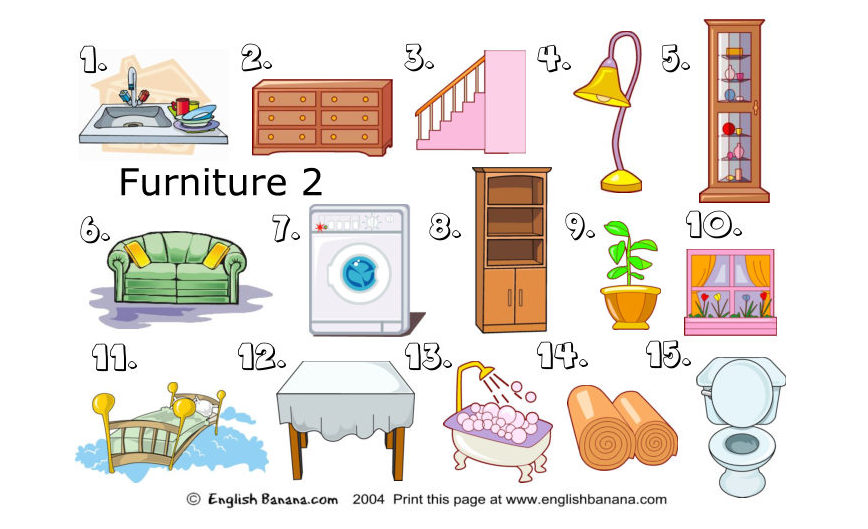 1. 2. 3. 4. 5.
Furniture 2
6. 7. 8. 9. 10.
11. 12. 13. 14. 15.
© English Banana.com 2004 Print this page at www.englishbanana.com